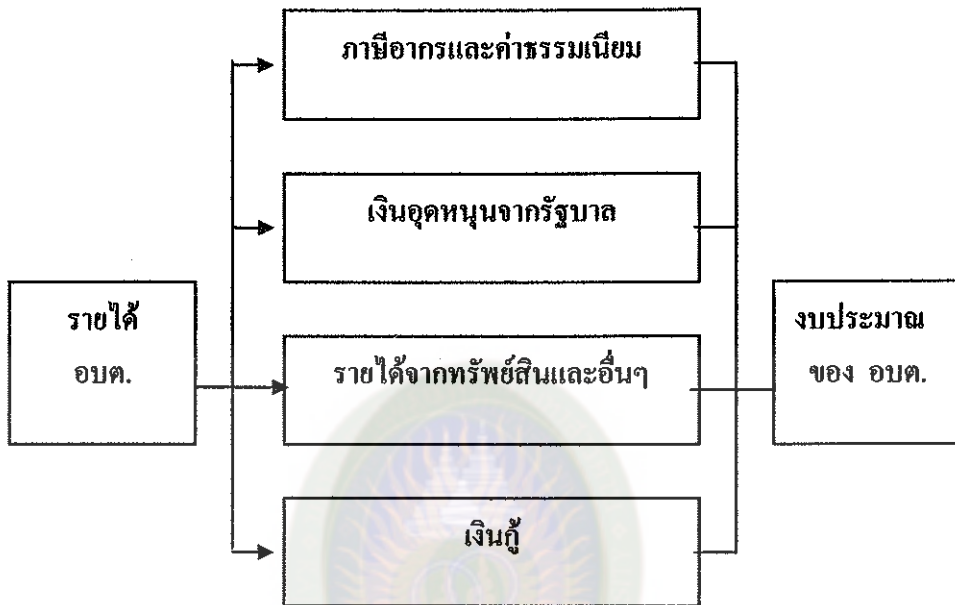 ภาษีอากรและค่าธรรมเนียม
เงินอุดหนุนจากรัฐบาล
รายได้
อบต.
รายได้จากทรัพย์สินและอื่นๆ
งบประมาณ
ของ อบต.
เงินกู้